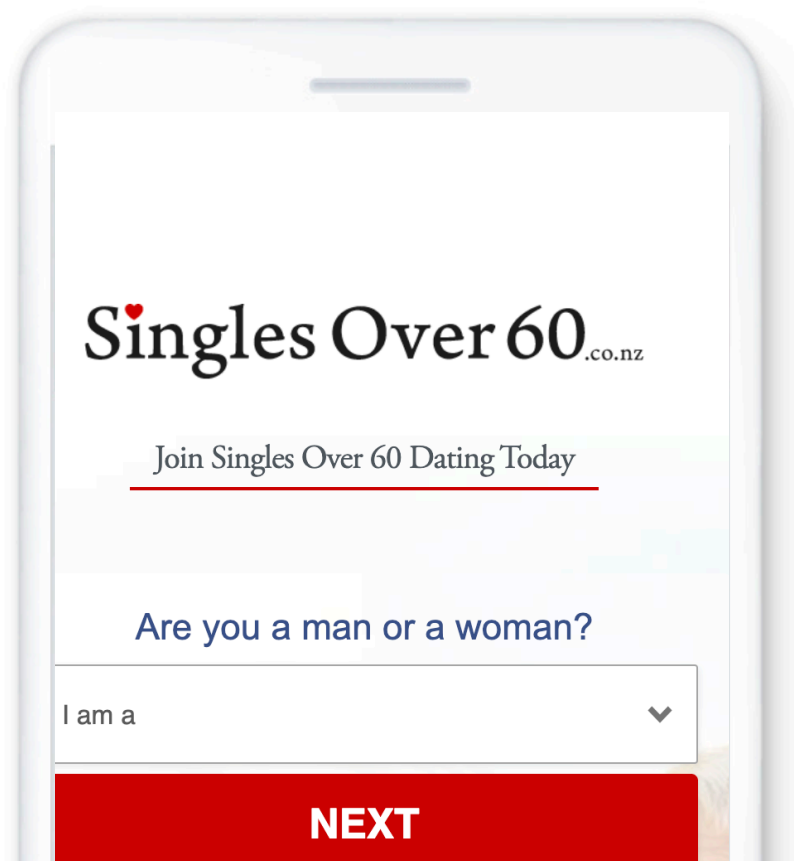 Singles Over 60.co.nz
Join Singles Over 60 Dating Today
Are you a man or a woman?
I am a
NEXT